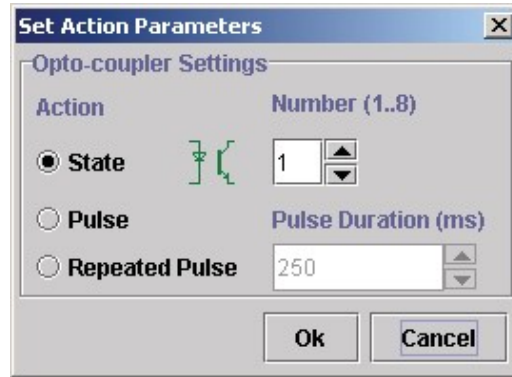 Set Action Parameters
Opto-coupler Settings
Action Number (1..8)
State 1
Pulse Pulse Duration (ms)
Repeated Pulse 250
Ok Cancel